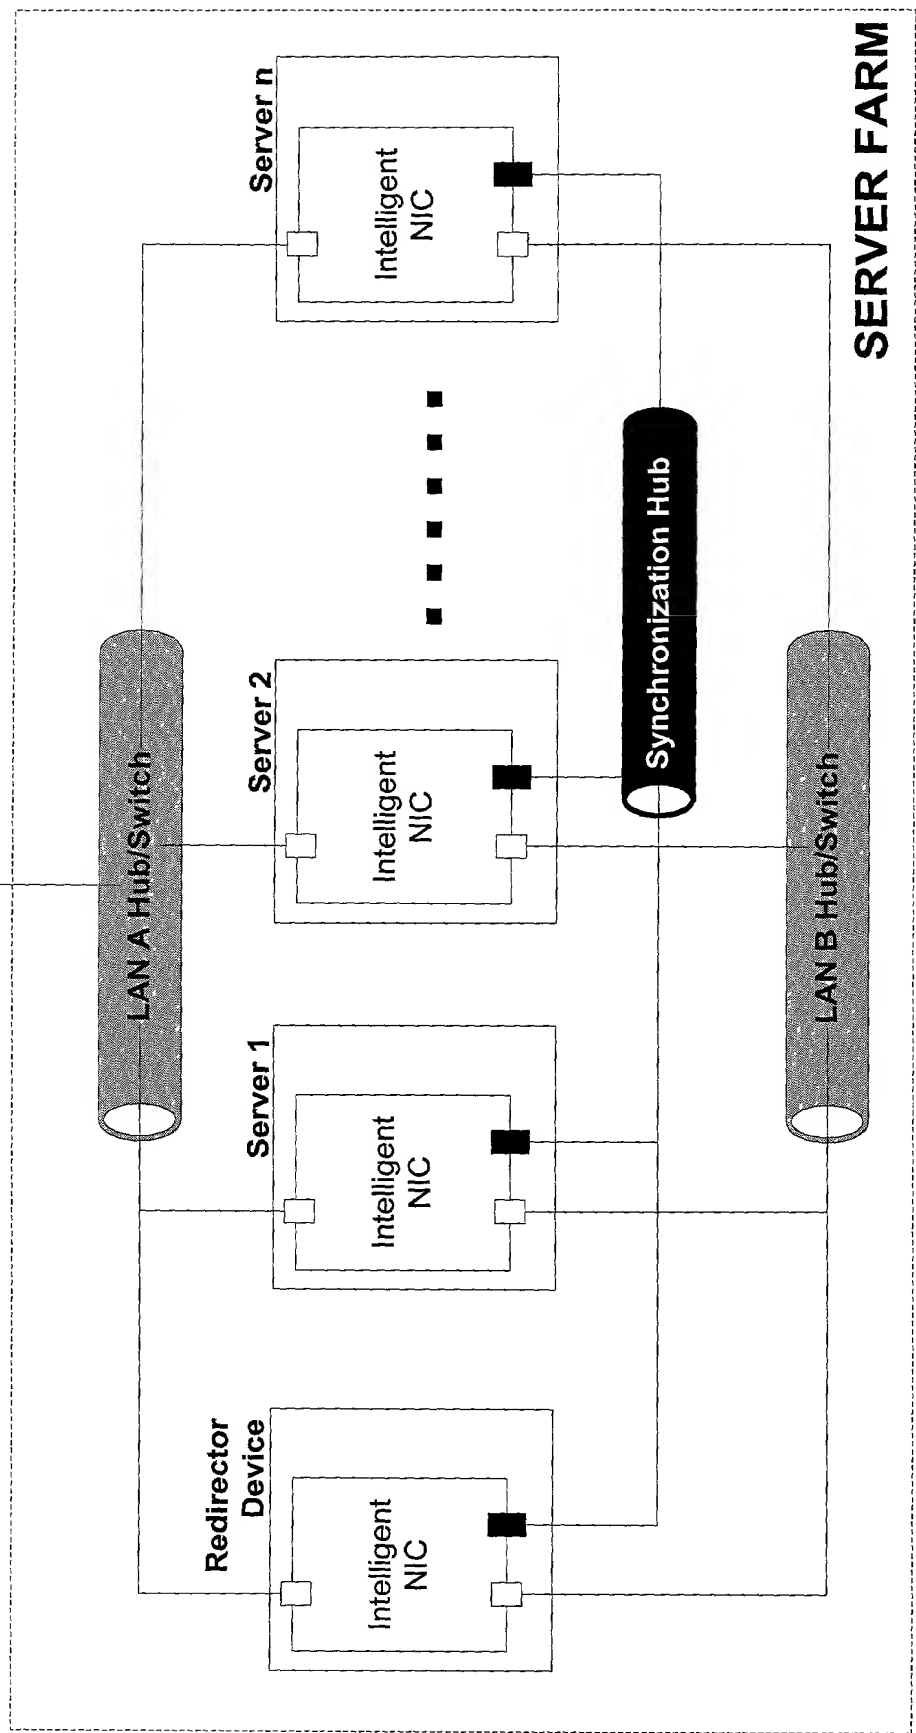 LAN A Hub/Switch
Redirector
Device
Server 1
Server 2
Server n
Intelligent
NIC
Intelligent
NIC
Intelligent
NIC
Intelligent
NIC
Synchronization Hub
LAN B Hub/Switch
SERVER FARM